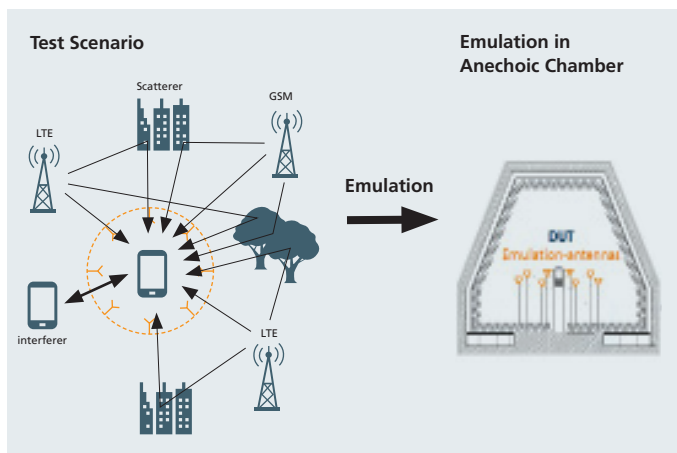 Test Scenario
Emulation in
Anechoic Chamber
Scatterer
GSM
LTE
Emulation
DUT
Emulation-antennas
interferer
LTE